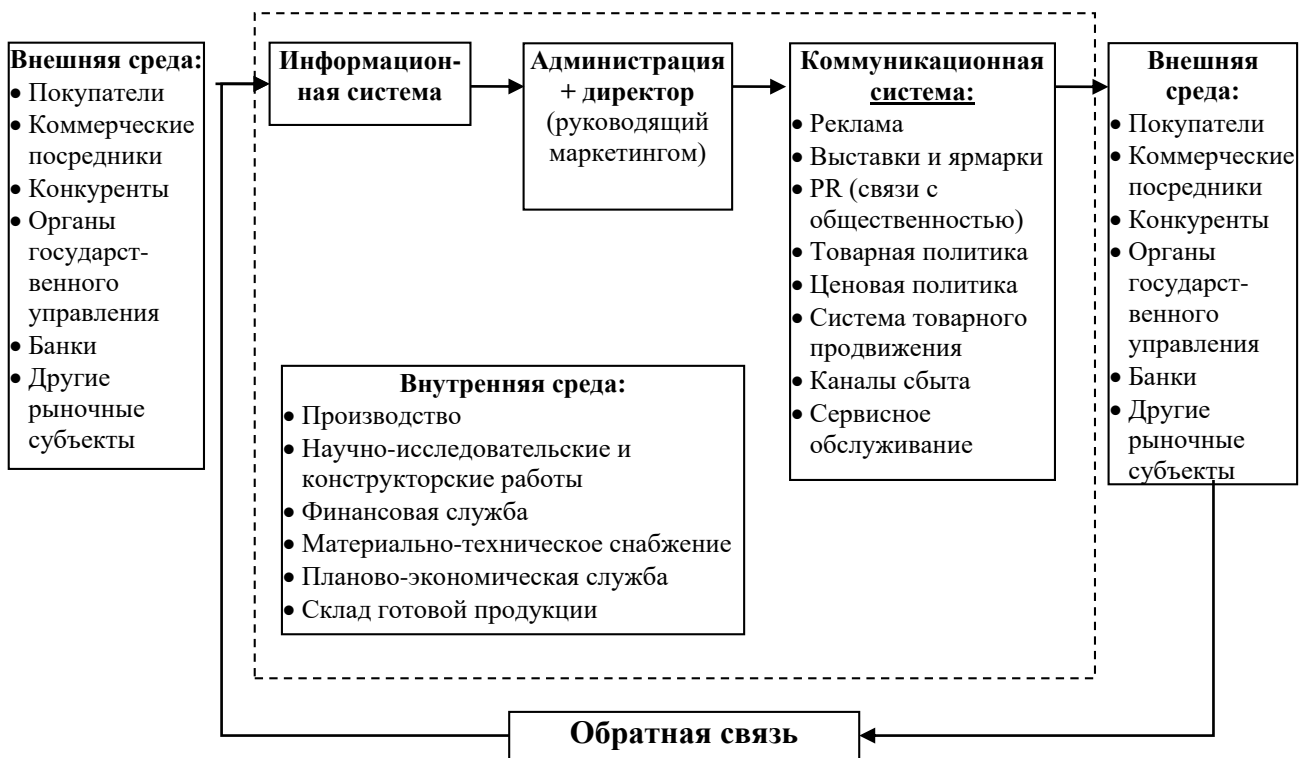 Внешняя среда:
• Покупатели
• Коммерческие
посредники
• Конкуренты
• Органы
государст-
венного
управления
• Банки
• Другие
рыночные
субъекты
Информацион-
ная система
Администрация
+ директор
(руководящий
маркетингом)
Коммуникационная
система:
• Реклама
• Выставки и ярмарки
• PR (связи с
общественностью)
• Товарная политика
• Ценовая политика
• Система товарного
продвижения
• Каналы сбыта
• Сервисное
обслуживание
Внешняя
среда:
• Покупатели
• Коммерческие
посредники
• Конкуренты
• Органы
государст-
венного
управления
• Банки
• Другие
рыночные
субъекты
Внутренняя среда:
• Производство
• Научно-исследовательские и
конструкторские работы
• Финансовая служба
• Материально-техническое снабжение
• Планово-экономическая служба
• Склад готовой продукции
Обратная связь